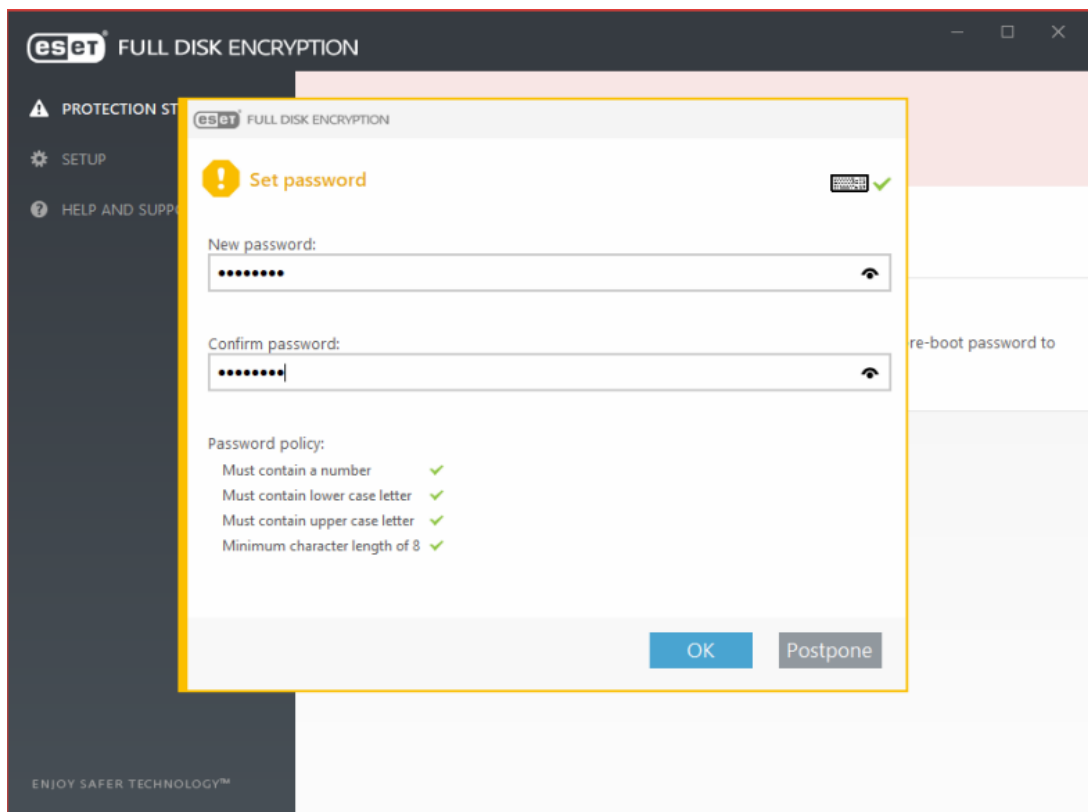 eset FULL DISK ENCRYPTION
PROTECTION ST
SETUP
HELP AND SUPPO
eset FULL DISK ENCRYPTION
Set password
New password:
••••••••
Confirm password:
••••••••
re-boot password to
Password policy:
Must contain a number
Must contain lower case letter
Must contain upper case letter
Minimum character length of 8
OK
Postpone
ENJOY SAFER TECHNOLOGY™